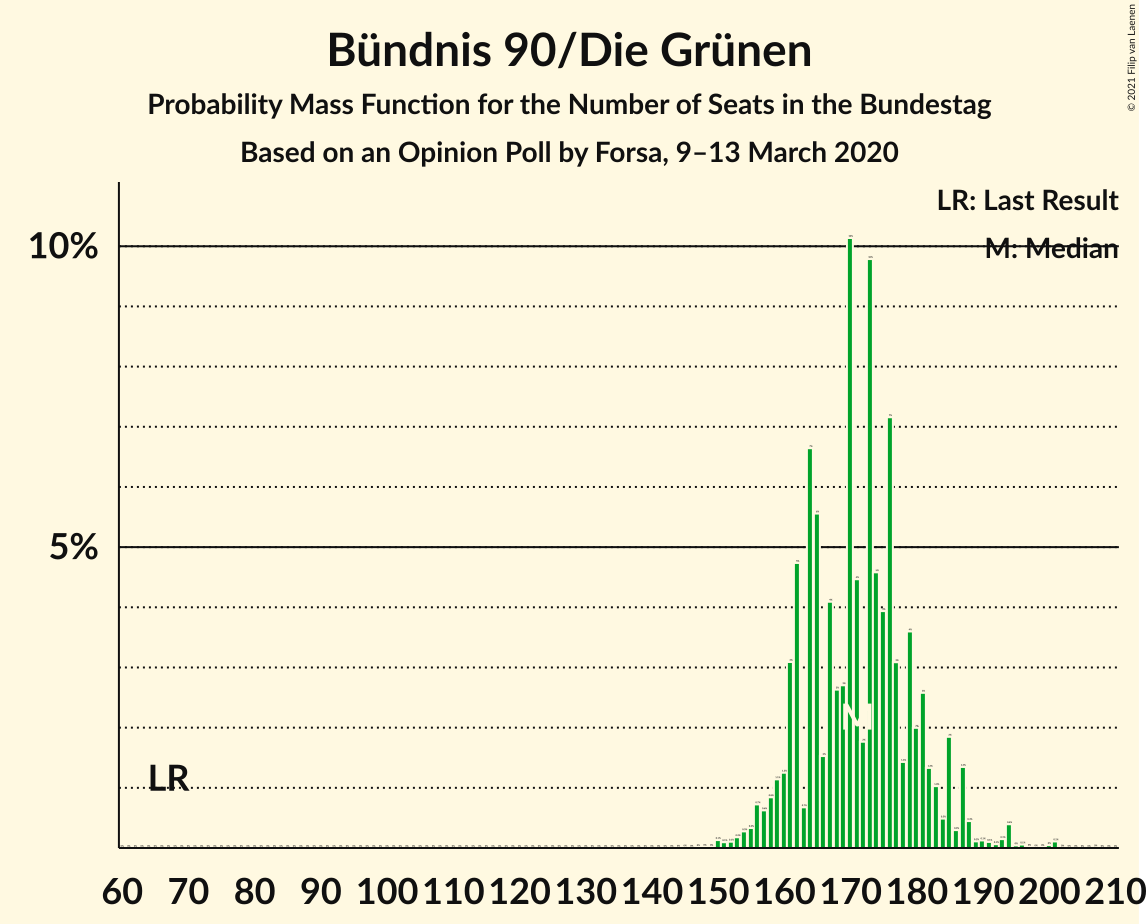 Bündnis 90/Die Grünen
Probability Mass Function for the Number of Seats in the Bundestag
Based on an Opinion Poll by Forsa, 9–13 March 2020
© 2021 Filip van Laenen
LR: Last Result
M: Median
10%
5%
LR
M
60 70 80 90 100 110 120 130 140 150 160 170 180 190 200 210